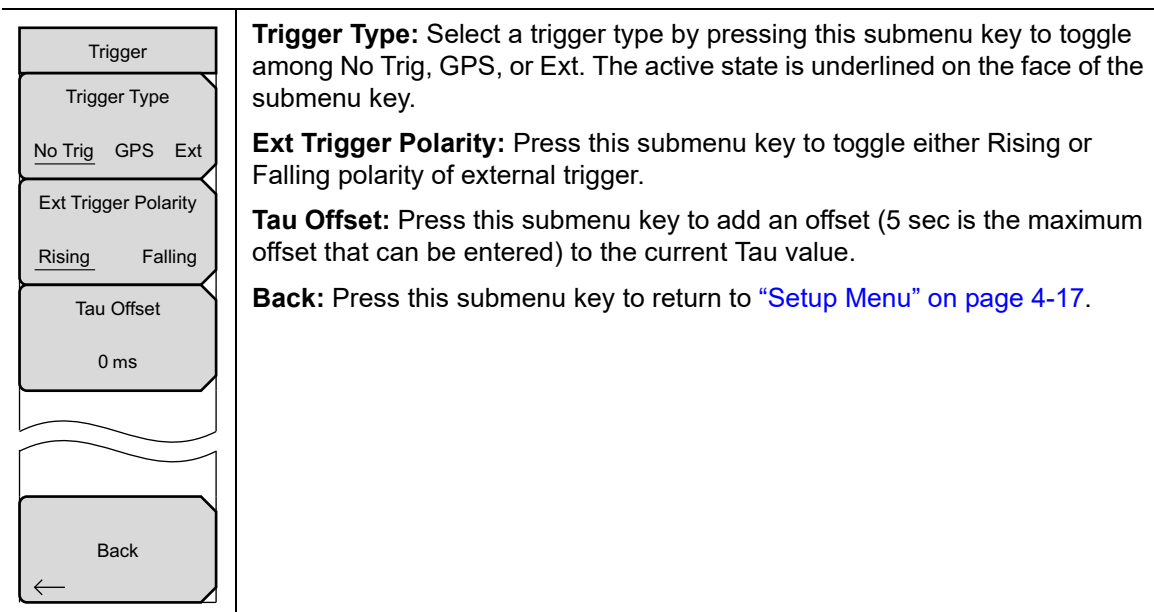 Trigger
Trigger Type
No Trig GPS Ext
Ext Trigger Polarity
Rising Falling
Tau Offset
0 ms
Back
Trigger Type: Select a trigger type by pressing this submenu key to toggle
among No Trig, GPS, or Ext. The active state is underlined on the face of the
submenu key.
Ext Trigger Polarity: Press this submenu key to toggle either Rising or
Falling polarity of external trigger.
Tau Offset: Press this submenu key to add an offset (5 sec is the maximum
offset that can be entered) to the current Tau value.
Back: Press this submenu key to return to “Setup Menu” on page 4-17.